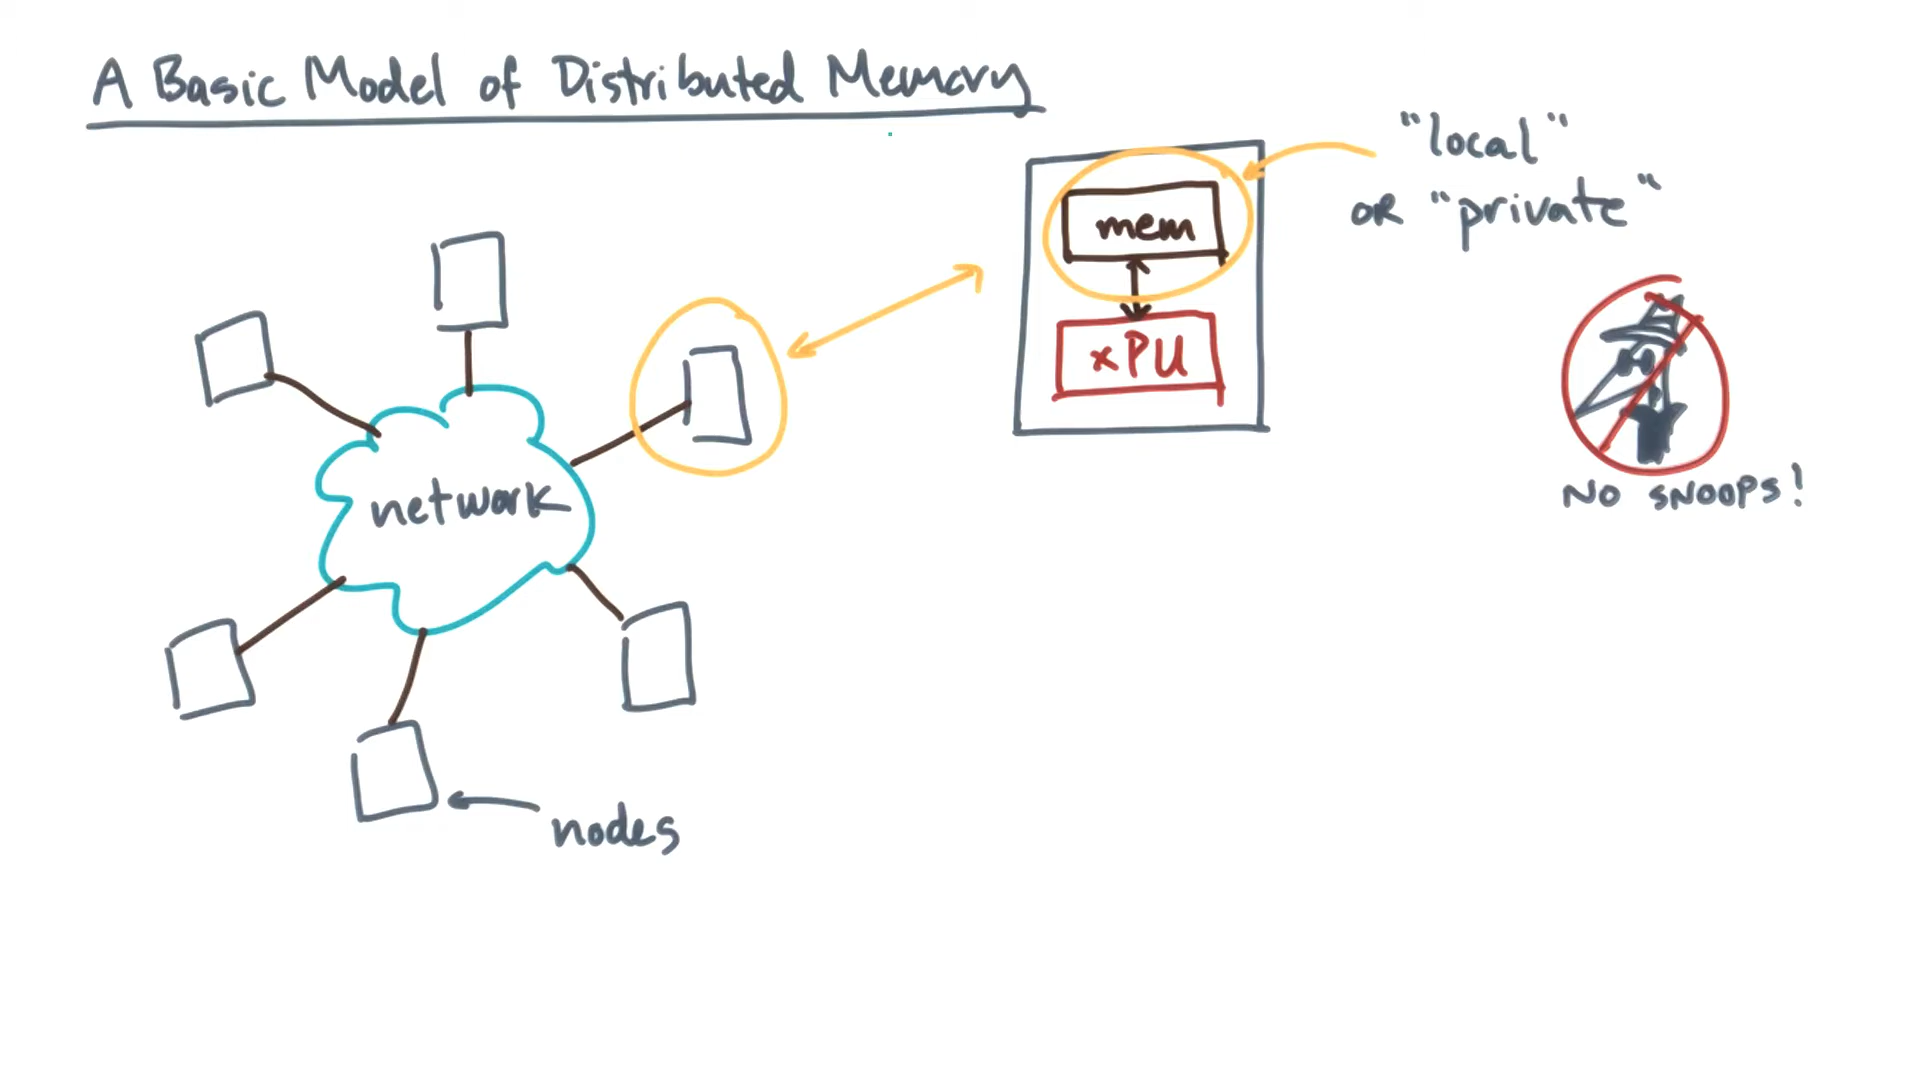 A Basic Model of Distributed Memory
"local"
OR "private"
mem
xPU
network
NO SNOOPS!
nodes